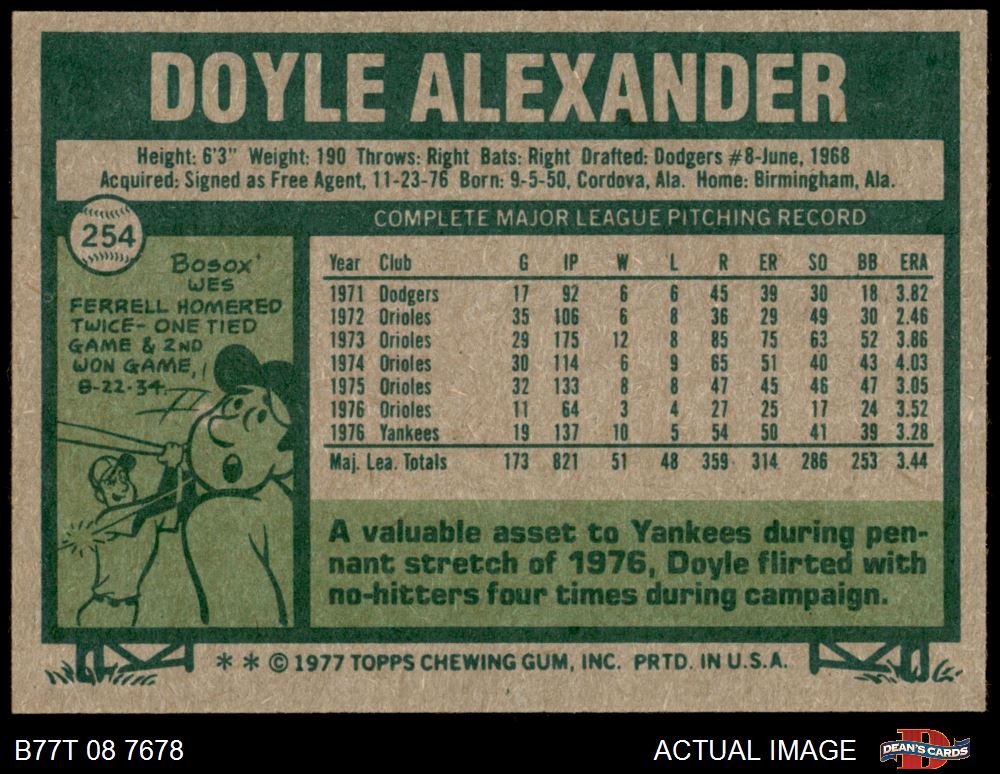 DOYLE ALEXANDER
Height: 6'3" Weight: 190 Throws: Right Bats: Right Drafted: Dodgers #8-June, 1968
Acquired: Signed as Free Agent, 11-23-76 Born: 9-5-50, Cordova, Ala. Home: Birmingham, Ala.
254
COMPLETE MAJOR LEAGUE PITCHING RECORD
BOSOX'
WES
FERRELL HOMERED
TWICE- ONE TIED
GAME & 2ND
WON GAME,
8-22-34.
Year Club G IP W L R ER SO BB ERA
1971 Dodgers 17 92 6 6 45 39 30 18 3.82
1972 Orioles 35 106 6 8 36 29 49 30 2.46
1973 Orioles 29 175 12 8 85 75 63 52 3.86
1974 Orioles 30 114 6 9 65 51 40 43 4.03
1975 Orioles 32 133 8 8 47 45 46 47 3.05
1976 Orioles 11 64 3 4 27 25 17 24 3.52
1976 Yankees 19 137 10 5 54 50 41 39 3.28
Maj. Lea. Totals 173 821 51 48 359 314 286 253 3.44
A valuable asset to Yankees during pen-
nant stretch of 1976, Doyle flirted with
no-hitters four times during campaign.
* * © 1977 TOPPS CHEWING GUM, INC. PRTD. IN U.S.A.
B77T 08 7678
ACTUAL IMAGE
DEAN'S CARDS